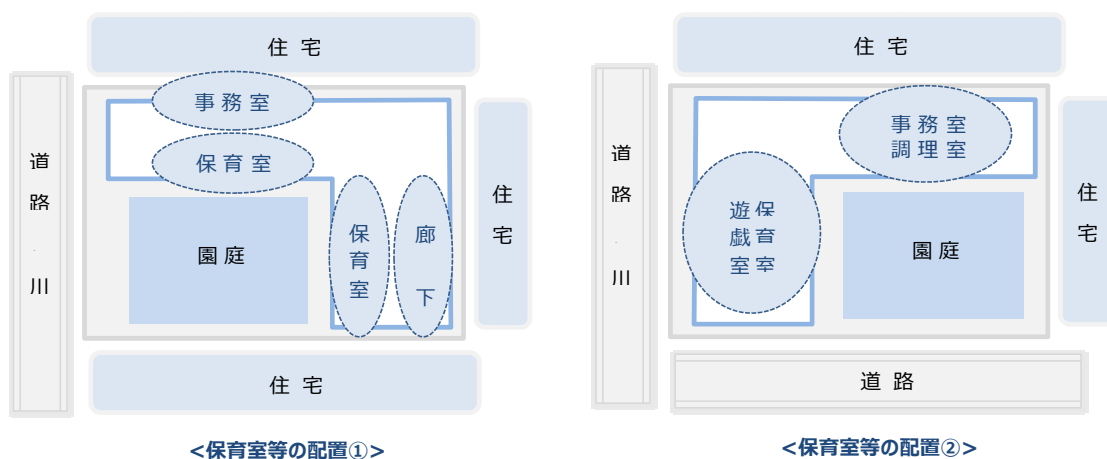 住 宅
事 務 室
保 育 室
道 路 ・ 川
園 庭
保 育 室
廊 下
住 宅
住 宅
<保育室等の配置①>
住 宅
事 務 室
調 理 室
道 路 ・ 川
保 育 室
遊 戯 室
園 庭
住 宅
道 路
<保育室等の配置②>